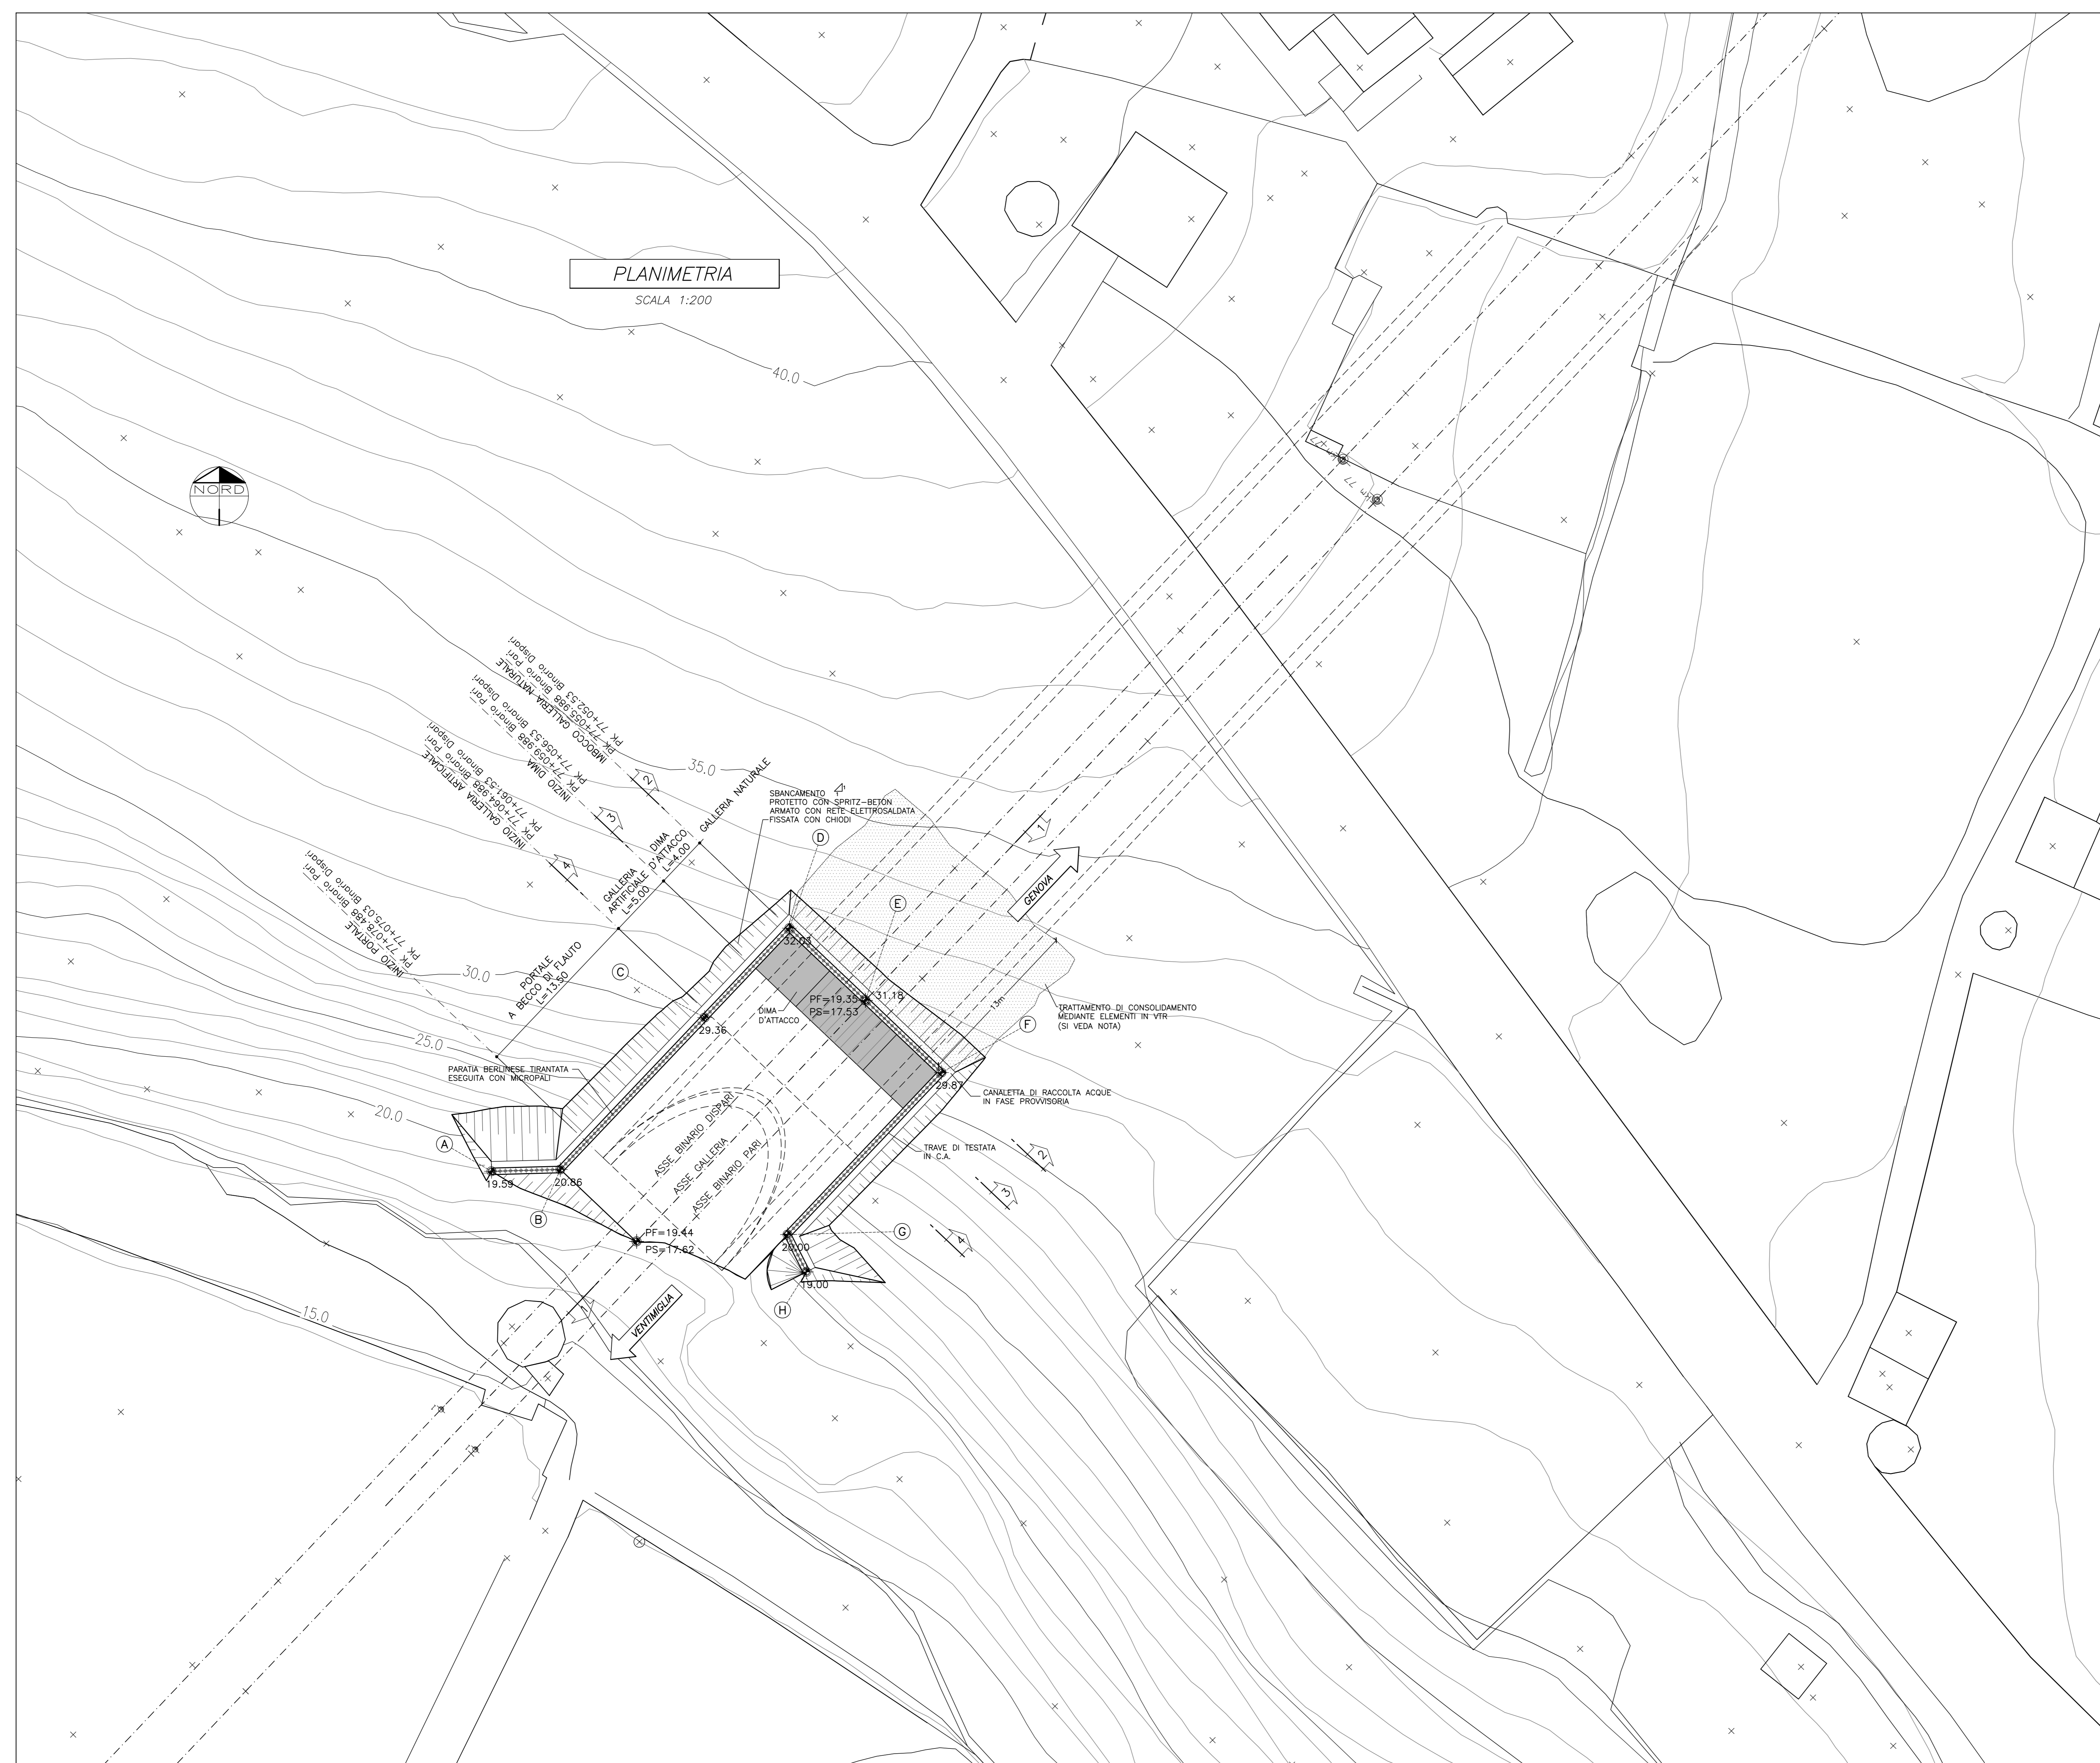 PLANIMETRIA
SCALA 1:200
NORD
40.0
35.0
30.0
25.0
20.0
15.0
km 77
km 77
IMBOCCO GALLERIA NATURALE
PK 77+055.988 Binario Pari
PK 77+052.53 Binario Dispari
INIZIO DIMA
PK 77+059.988 Binario Pari
PK 77+056.53 Binario Dispari
INIZIO GALLERIA ARTIFICIALE
PK 77+064.988 Binario Pari
PK 77+061.53 Binario Dispari
INIZIO PORTALE
PK 77+078.488 Binario Pari
PK 77+075.03 Binario Dispari
2
3
4
GALLERIA NATURALE
DIMA
D'ATTACCO
L=4.00
GALLERIA
ARTIFICIALE
L=5.00
PORTALE
A BECCO DI FLAUTO
L=13.50
SBANCAMENTO
PROTETTO CON SPRITZ-BETON
ARMATO CON RETE ELETTROSALDATA
FISSATA CON CHIODI
D
1
GENOVA
E
C
32.03
PF=19.35
31.18
PS=17.53
DIMA
D'ATTACCO
29.36
13m
TRATTAMENTO DI CONSOLIDAMENTO
MEDIANTE ELEMENTI IN VTR
(SI VEDA NOTA)
F
29.87
PARATIA BERLINESE TIRANTATA
ESEGUITA CON MICROPALI
CANALETTA DI RACCOLTA ACQUE
IN FASE PROVVISORIA
TRAVE DI TESTATA
IN C.A.
ASSE BINARIO DISPARI
ASSE GALLERIA
ASSE BINARIO PARI
A
19.59
20.86
B
PF=19.44
PS=17.62
G
20.00
19.00
H
2
3
4
1
VENTIMIGLIA